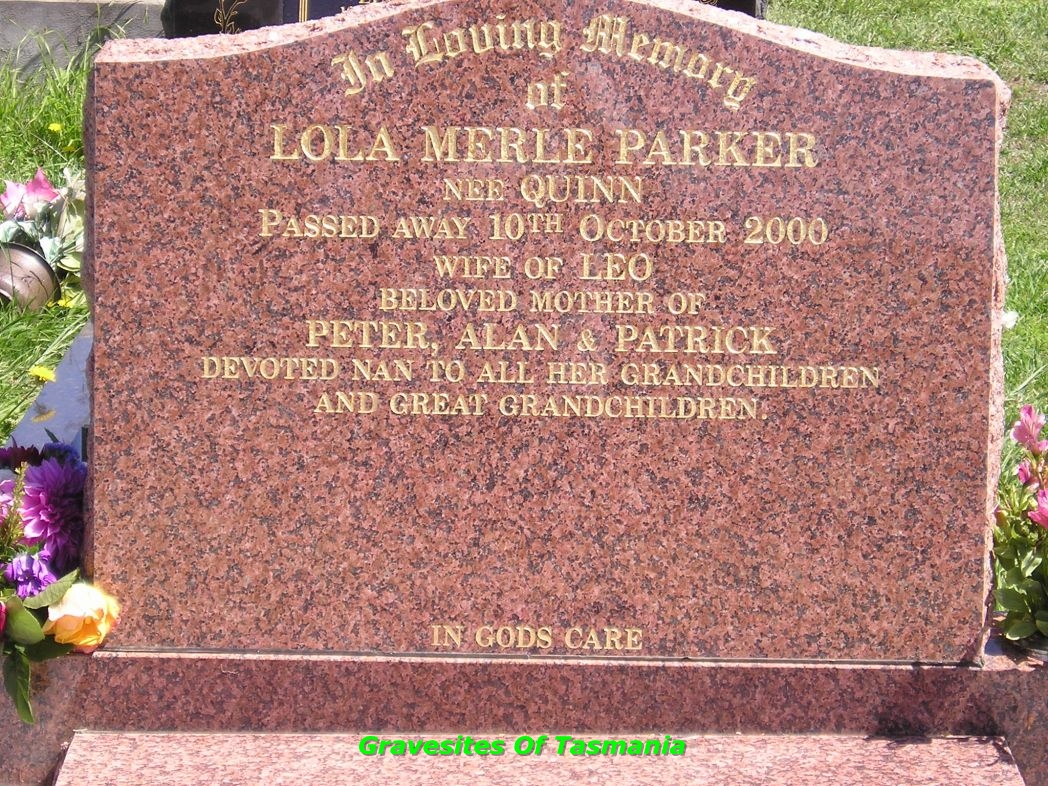 In Loving Memory
of
LOLA MERLE PARKER
NEE QUINN
PASSED AWAY 10TH OCTOBER 2000
WIFE OF LEO
BELOVED MOTHER OF
PETER, ALAN & PATRICK
DEVOTED NAN TO ALL HER GRANDCHILDREN
AND GREAT GRANDCHILDREN.
IN GODS CARE
Gravesites Of Tasmania